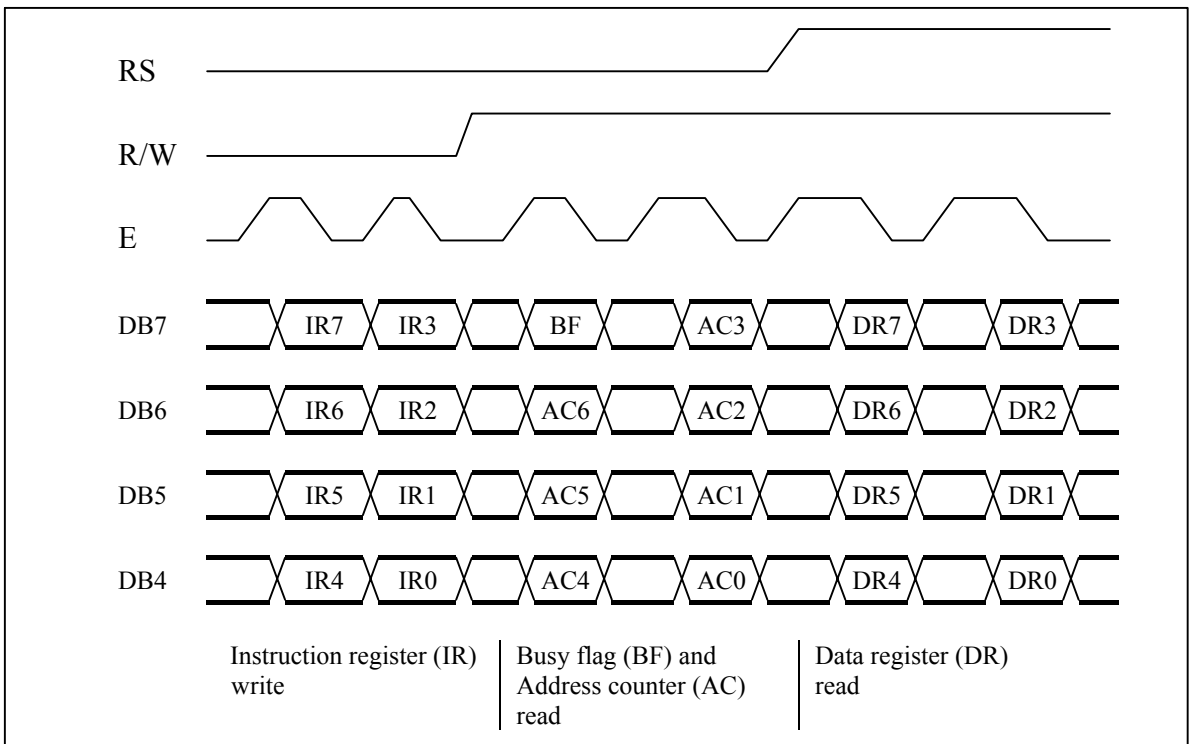 RS
R/W
E
DB7 IR7 IR3 BF AC3 DR7 DR3
DB6 IR6 IR2 AC6 AC2 DR6 DR2
DB5 IR5 IR1 AC5 AC1 DR5 DR1
DB4 IR4 IR0 AC4 AC0 DR4 DR0
Instruction register (IR)
write
Busy flag (BF) and
Address counter (AC)
read
Data register (DR)
read